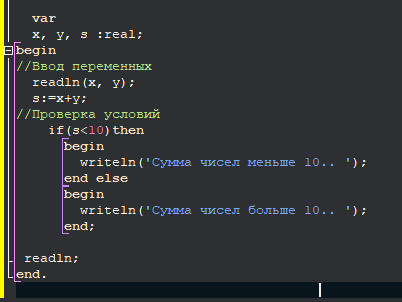 var
x, y, s :real;
begin
//Ввод переменных
readln(x, y);
s:=x+y;
//Проверка условий
if(s<10)then
begin
writeln('Сумма чисел меньше 10.. ');
end else
begin
writeln('Сумма чисел больше 10.. ');
end;
readln;
end.